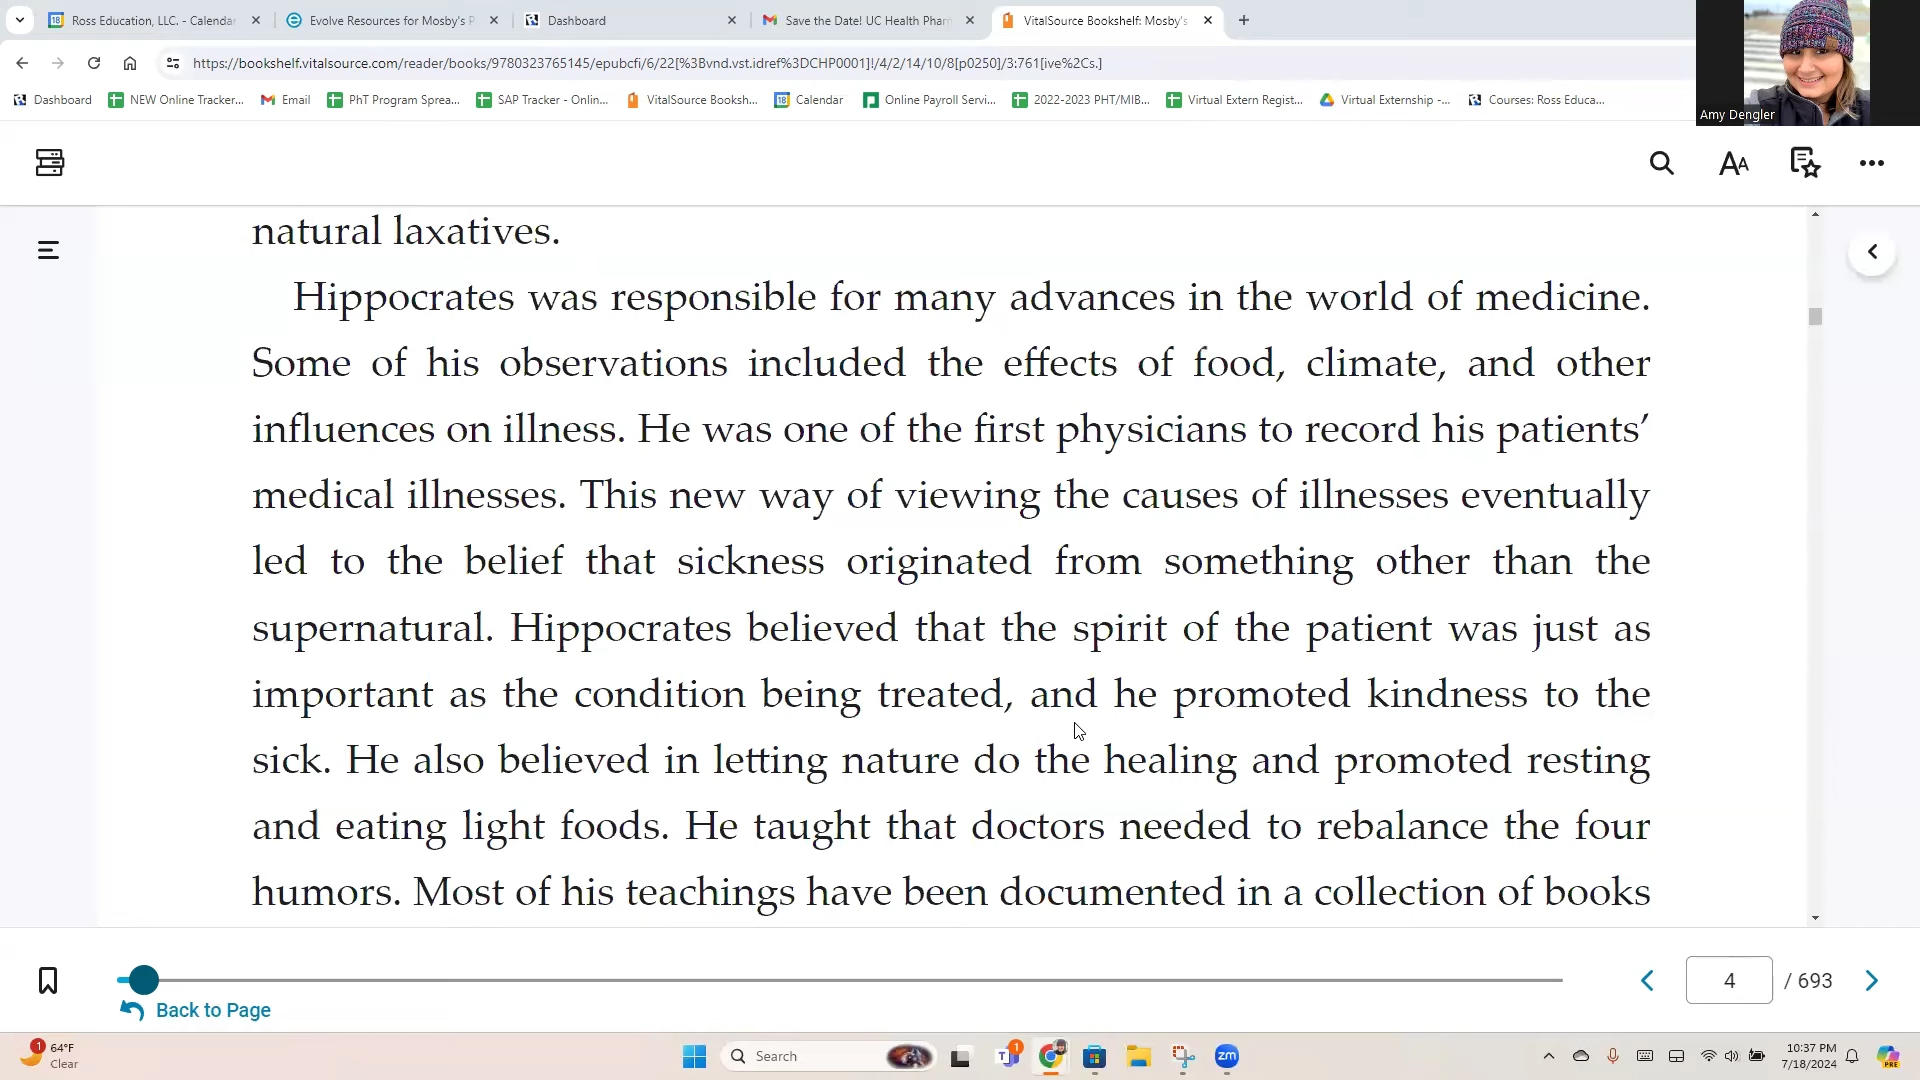 Ross Education, LLC. - Calendar
Evolve Resources for Mosby's P
Dashboard
Save the Date! UC Health Pharm
VitalSource Bookshelf: Mosby's
https://bookshelf.vitalsource.com/reader/books/9780323765145/epubcfi/6/22[%3Bvnd.vst.idref%3DCHP0001]!/4/2/14/10/8[p0250]/3:761[ive%2Cs.]
Dashboard
NEW Online Tracker...
Email
PhT Program Sprea...
SAP Tracker - Onlin...
VitalSource Booksh...
Calendar
Online Payroll Servi...
2022-2023 PHT/MIB...
Virtual Extern Regist...
Virtual Externship -...
Courses: Ross Educa...
Amy Dengler
AA
natural laxatives.
Hippocrates was responsible for many advances in the world of medicine.
Some of his observations included the effects of food, climate, and other
influences on illness. He was one of the first physicians to record his patients’
medical illnesses. This new way of viewing the causes of illnesses eventually
led to the belief that sickness originated from something other than the
supernatural. Hippocrates believed that the spirit of the patient was just as
important as the condition being treated, and he promoted kindness to the
sick. He also believed in letting nature do the healing and promoted resting
and eating light foods. He taught that doctors needed to rebalance the four
humors. Most of his teachings have been documented in a collection of books
4 / 693
Back to Page
1
64°F
Clear
Search
1
zm
10:37 PM
7/18/2024
PRE